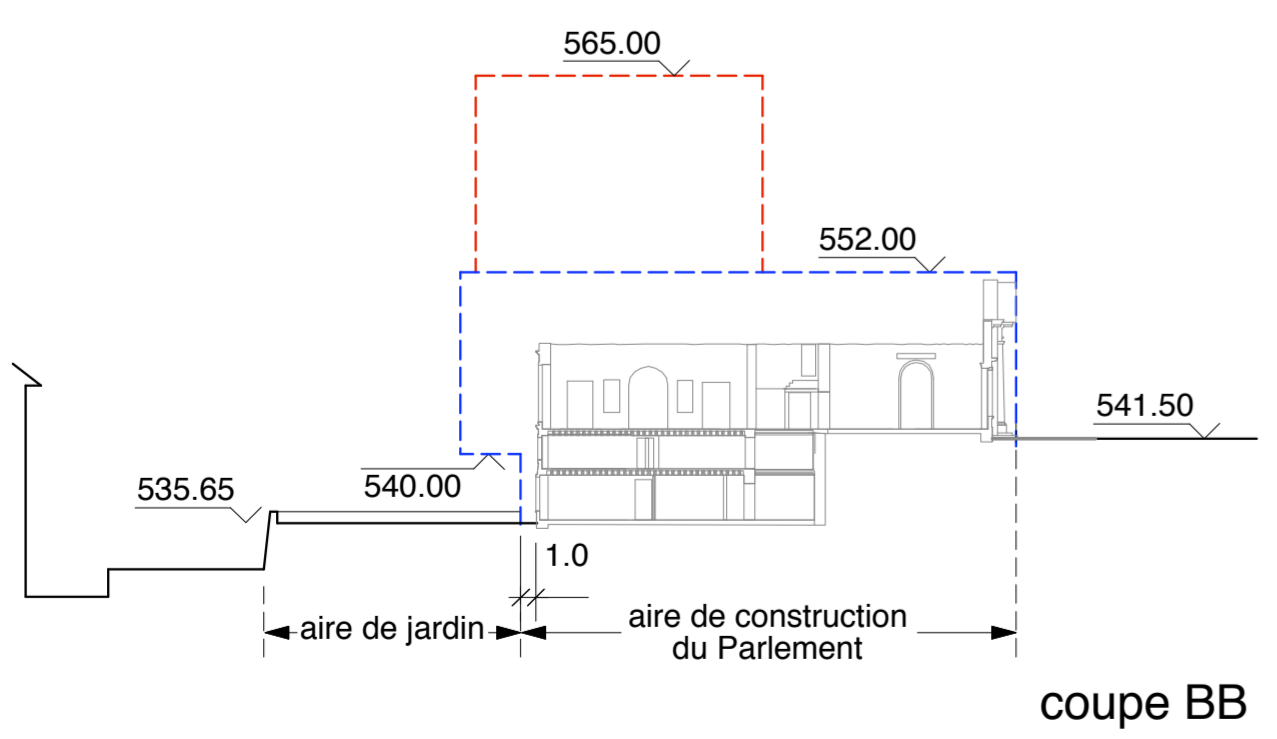 565.00
552.00
541.50
535.65
540.00
1.0
aire de jardin
aire de construction
du Parlement
coupe BB